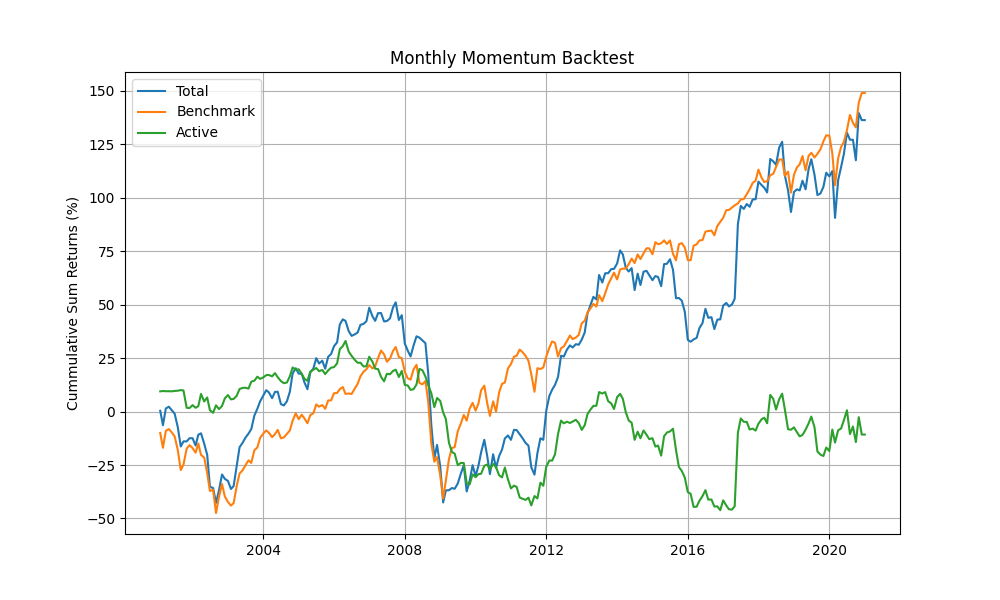 Monthly Momentum Backtest
Total
Benchmark
Active
Cummulative Sum Returns (%)
150
125
100
75
50
25
0
−25
−50
2004 2008 2012 2016 2020